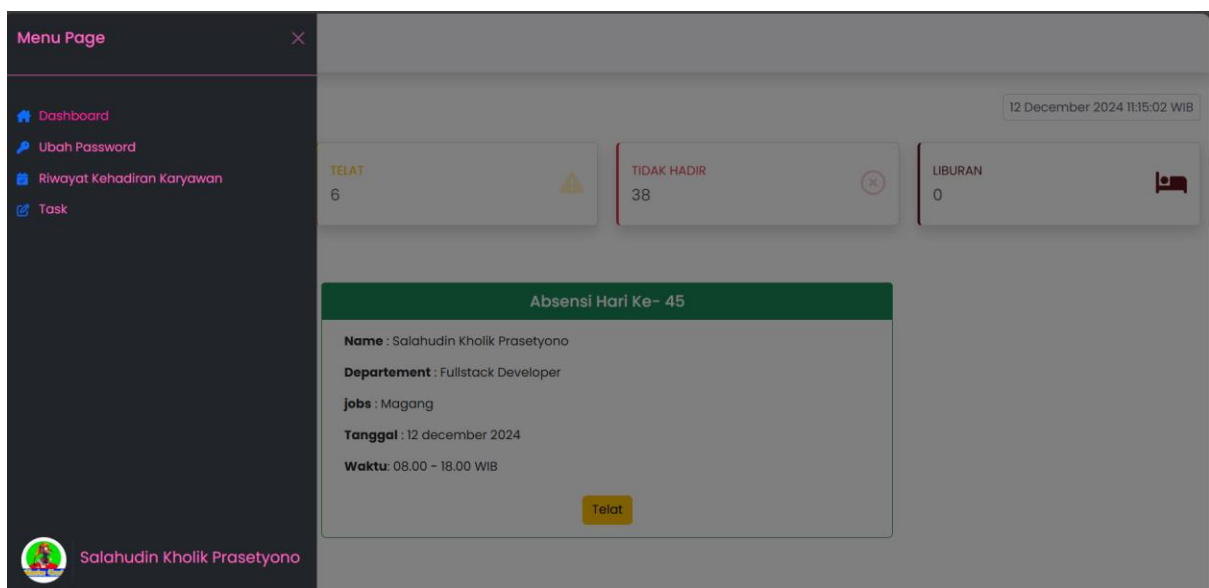 Menu Page
Dashboard
Ubah Password
Riwayat Kehadiran Karyawan
Task
Salahudin Kholik Prasetyono
12 December 2024 11:15:02 WIB
TELAT
6
TIDAK HADIR
38
LIBURAN
0
Absensi Hari Ke- 45
Name : Salahudin Kholik Prasetyono
Departement : Fullstack Developer
jobs : Magang
Tanggal : 12 december 2024
Waktu: 08.00 - 18.00 WIB
Telat